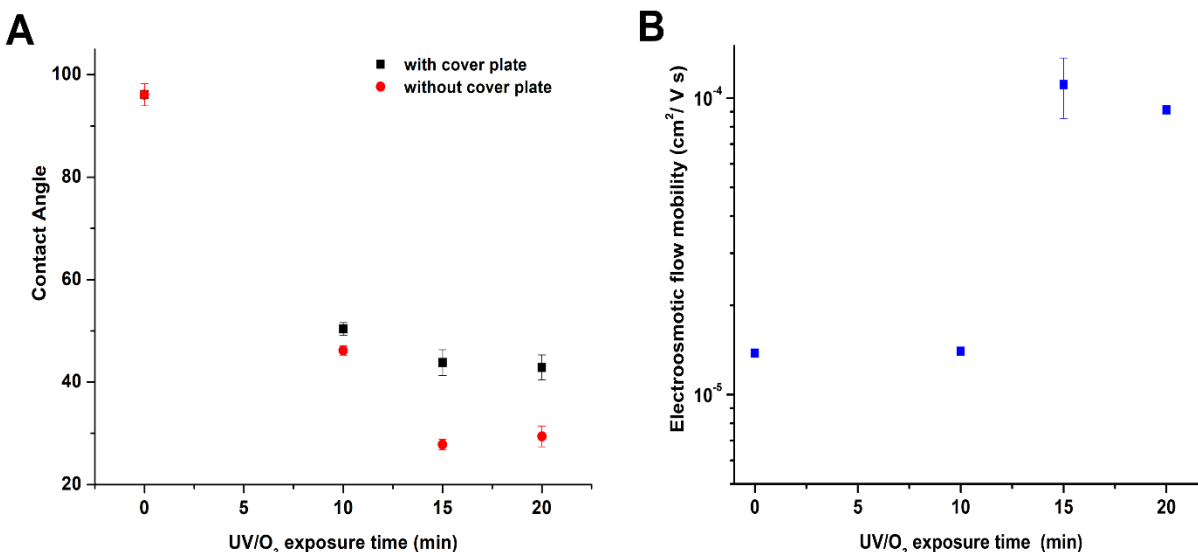 A
100
80
60
40
20
0
5
10
15
20
Contact Angle
UV/O₃ exposure time (min)
with cover plate
without cover plate
B
10⁻⁴
10⁻⁵
0
5
10
15
20
Electroosmotic flow mobility (cm²/ V s)
UV/O₃ exposure time (min)